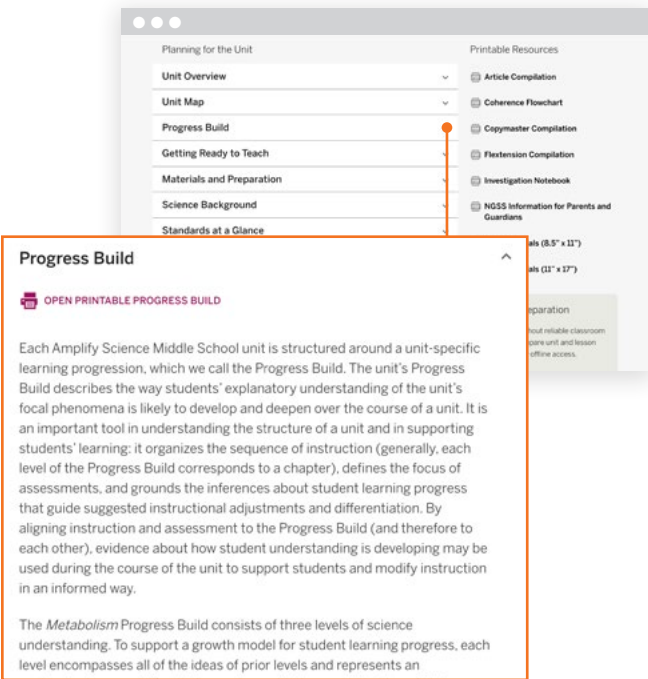 Planning for the Unit
Unit Overview
Unit Map
Progress Build
Getting Ready to Teach
Materials and Preparation
Science Background
Standards at a Glance
Printable Resources
Article Compilation
Coherence Flowchart
Copymaster Compilation
Flextension Compilation
Investigation Notebook
NGSS Information for Parents and
Guardians
(8.5" x 11")
(11" x 17")
reliable classroom
unit and lesson
offline access.
Progress Build
OPEN PRINTABLE PROGRESS BUILD
Each Amplify Science Middle School unit is structured around a unit-specific
learning progression, which we call the Progress Build. The unit's Progress
Build describes the way students' explanatory understanding of the unit's
focal phenomena is likely to develop and deepen over the course of a unit. It is
an important tool in understanding the structure of a unit and in supporting
students' learning: it organizes the sequence of instruction (generally, each
level of the Progress Build corresponds to a chapter), defines the focus of
assessments, and grounds the inferences about student learning progress
that guide suggested instructional adjustments and differentiation. By
aligning instruction and assessment to the Progress Build (and therefore to
each other), evidence about how student understanding is developing may be
used during the course of the unit to support students and modify instruction
in an informed way.
The Metabolism Progress Build consists of three levels of science
understanding. To support a growth model for student learning progress, each
level encompasses all of the ideas of prior levels and represents an